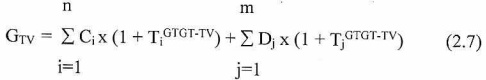 n m
G_TV = ∑ C_i x (1 + T_i^GTGT-TV) + ∑ D_j x (1 + T_j^GTGT-TV) (2.7)
i=1 j=1